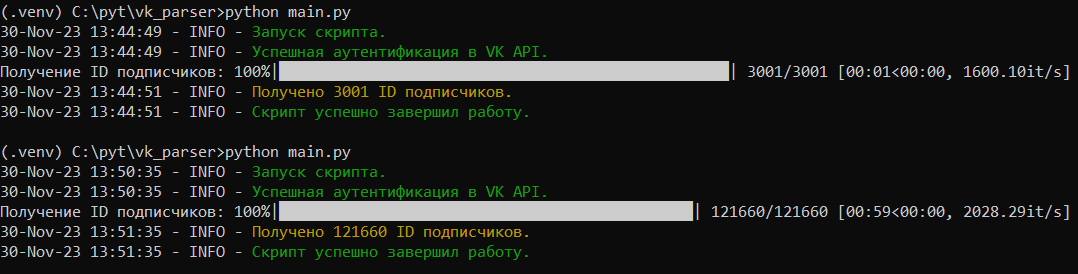 (.venv) C:\pyt\vk_parser>python main.py
30-Nov-23 13:44:49 - INFO - Запуск скрипта.
30-Nov-23 13:44:49 - INFO - Успешная аутентификация в VK API.
Получение ID подписчиков: 100%|██████████| 3001/3001 [00:01<00:00, 1600.10it/s]
30-Nov-23 13:44:51 - INFO - Получено 3001 ID подписчиков.
30-Nov-23 13:44:51 - INFO - Скрипт успешно завершил работу.
(.venv) C:\pyt\vk_parser>python main.py
30-Nov-23 13:50:35 - INFO - Запуск скрипта.
30-Nov-23 13:50:35 - INFO - Успешная аутентификация в VK API.
Получение ID подписчиков: 100%|██████████| 121660/121660 [00:59<00:00, 2028.29it/s]
30-Nov-23 13:51:35 - INFO - Получено 121660 ID подписчиков.
30-Nov-23 13:51:35 - INFO - Скрипт успешно завершил работу.